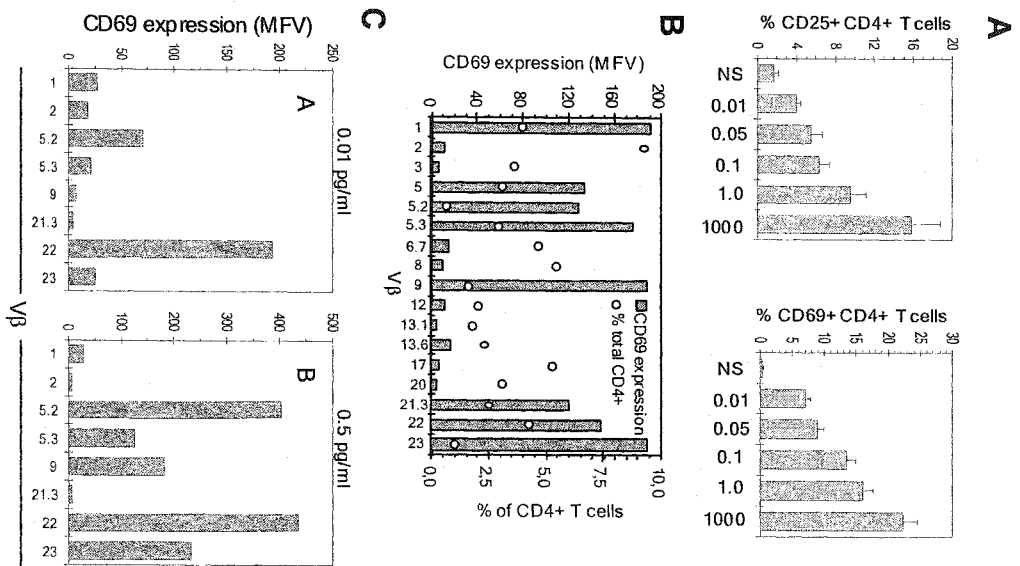 A
% CD25+ CD4+ T cells
0 4 8 12 16 20
NS
0.01
0.05
0.1
1.0
1000
% CD69+ CD4+ T cells
0 5 10 15 20 25 30
NS
0.01
0.05
0.1
1.0
1000
B
CD69 expression (MFV)
0 40 80 120 160 200
1
2
3
5
5.2
5.3
6.7
8
9
12
13.1
13.6
17
20
21.3
22
23
Vβ
CD69 expression
% total CD4+
0,0 2,5 5,0 7,5 10,0
% of CD4+ T cells
C
CD69 expression (MFV)
0 50 100 150 200 250
A
0.01 pg/ml
1
2
5.2
5.3
9
21.3
22
23
0 100 200 300 400 500
B
0.5 pg/ml
1
2
5.2
5.3
9
21.3
22
23
Vβ